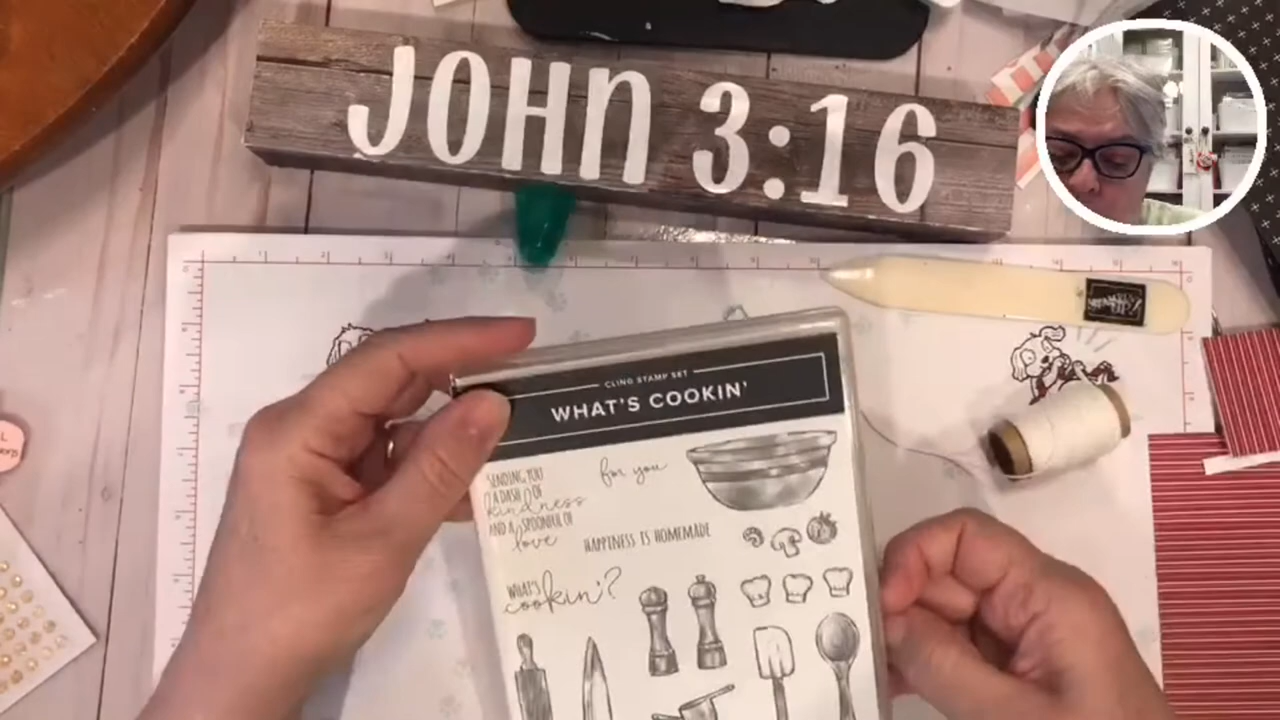 JOHN 3:16
CLING STAMP SET
WHAT'S COOKIN'
SENDING YOU
A DASH OF
kindness
AND A SPOONFUL OF
love
for you
HAPPINESS IS HOMEMADE
WHAT'S
cookin'?